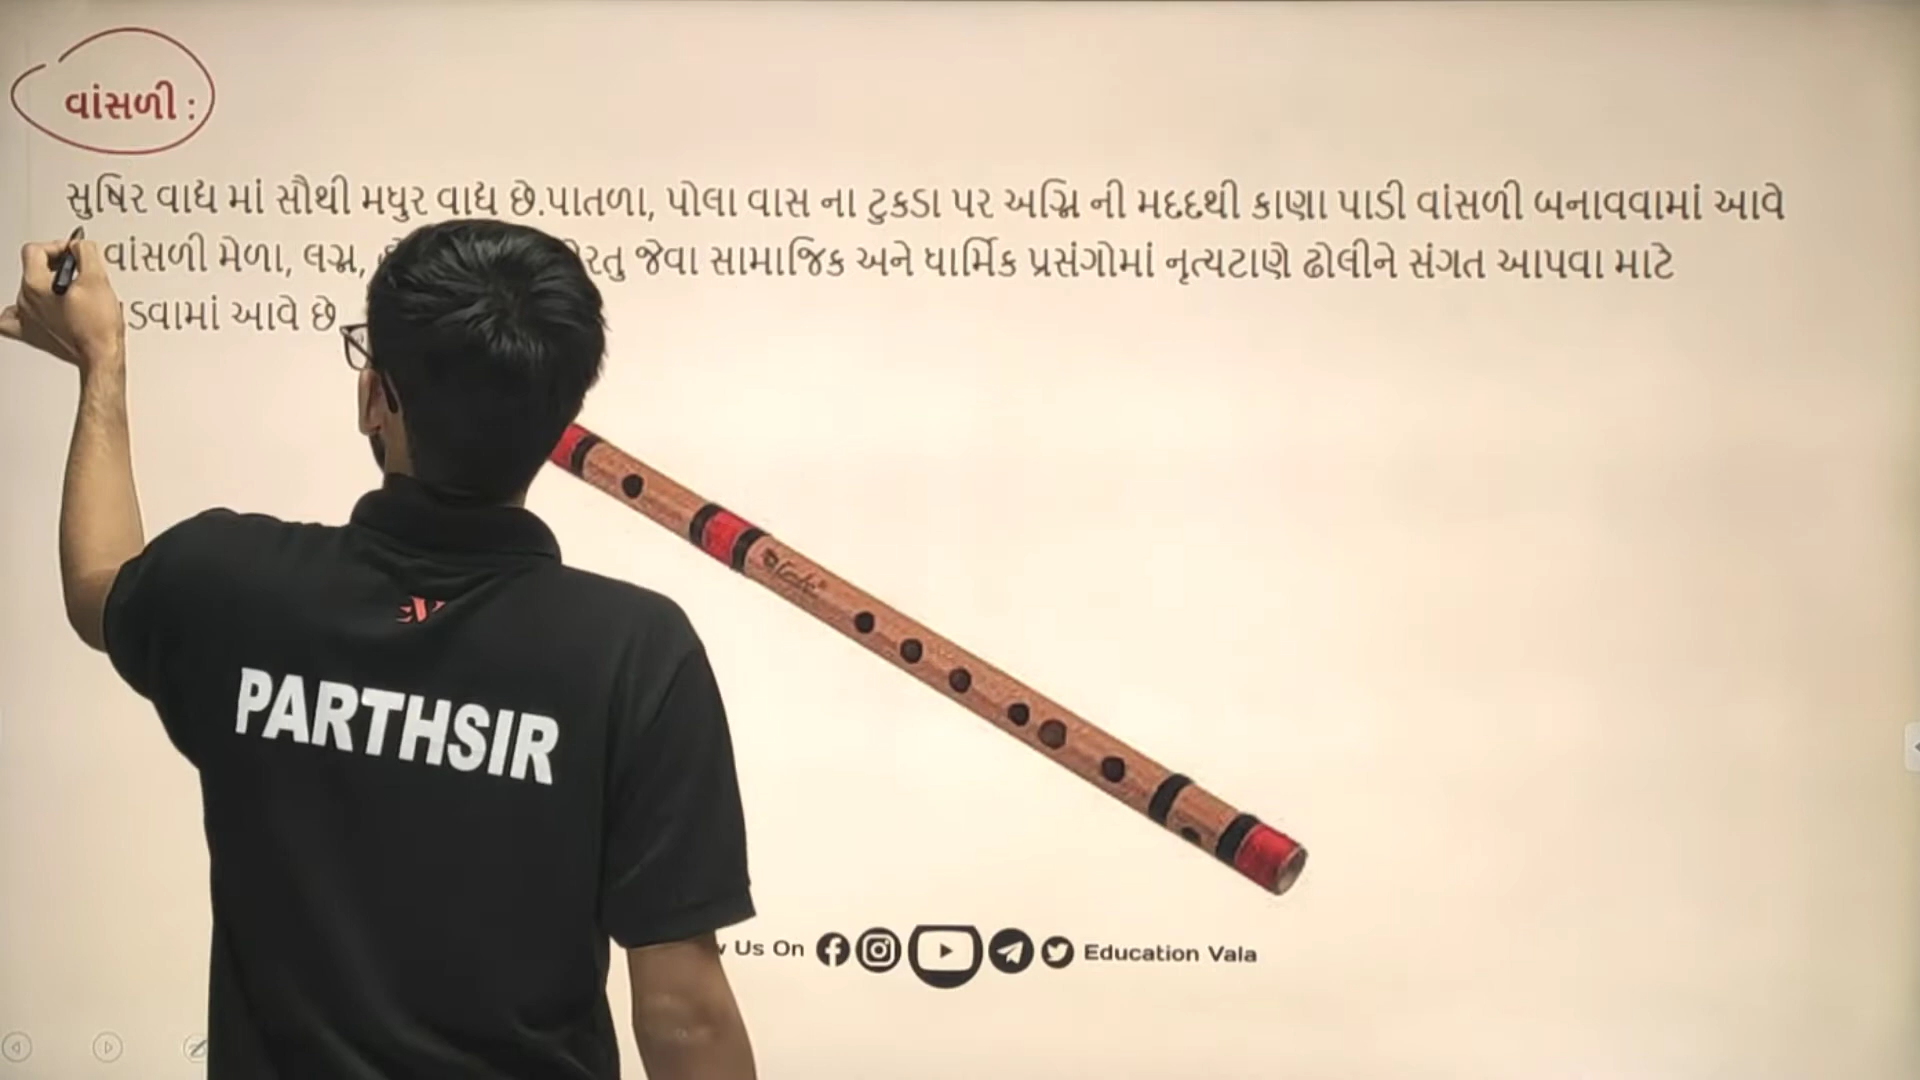 વાંસળી :
સુષિર વાદ્ય માં સૌથી મધુર વાદ્ય છે.પાતળા, પોલા વાસ ના ટુકડા પર અગ્નિ ની મદદથી કાણા પાડી વાંસળી બનાવવામાં આવે
વાંસળી મેળા, લગ્ન, જેવા સામાજિક અને ધાર્મિક પ્રસંગોમાં નૃત્યટાણે ઢોલીને સંગત આપવા માટે
આવે છે
PARTHSIR
Us On Education Vala